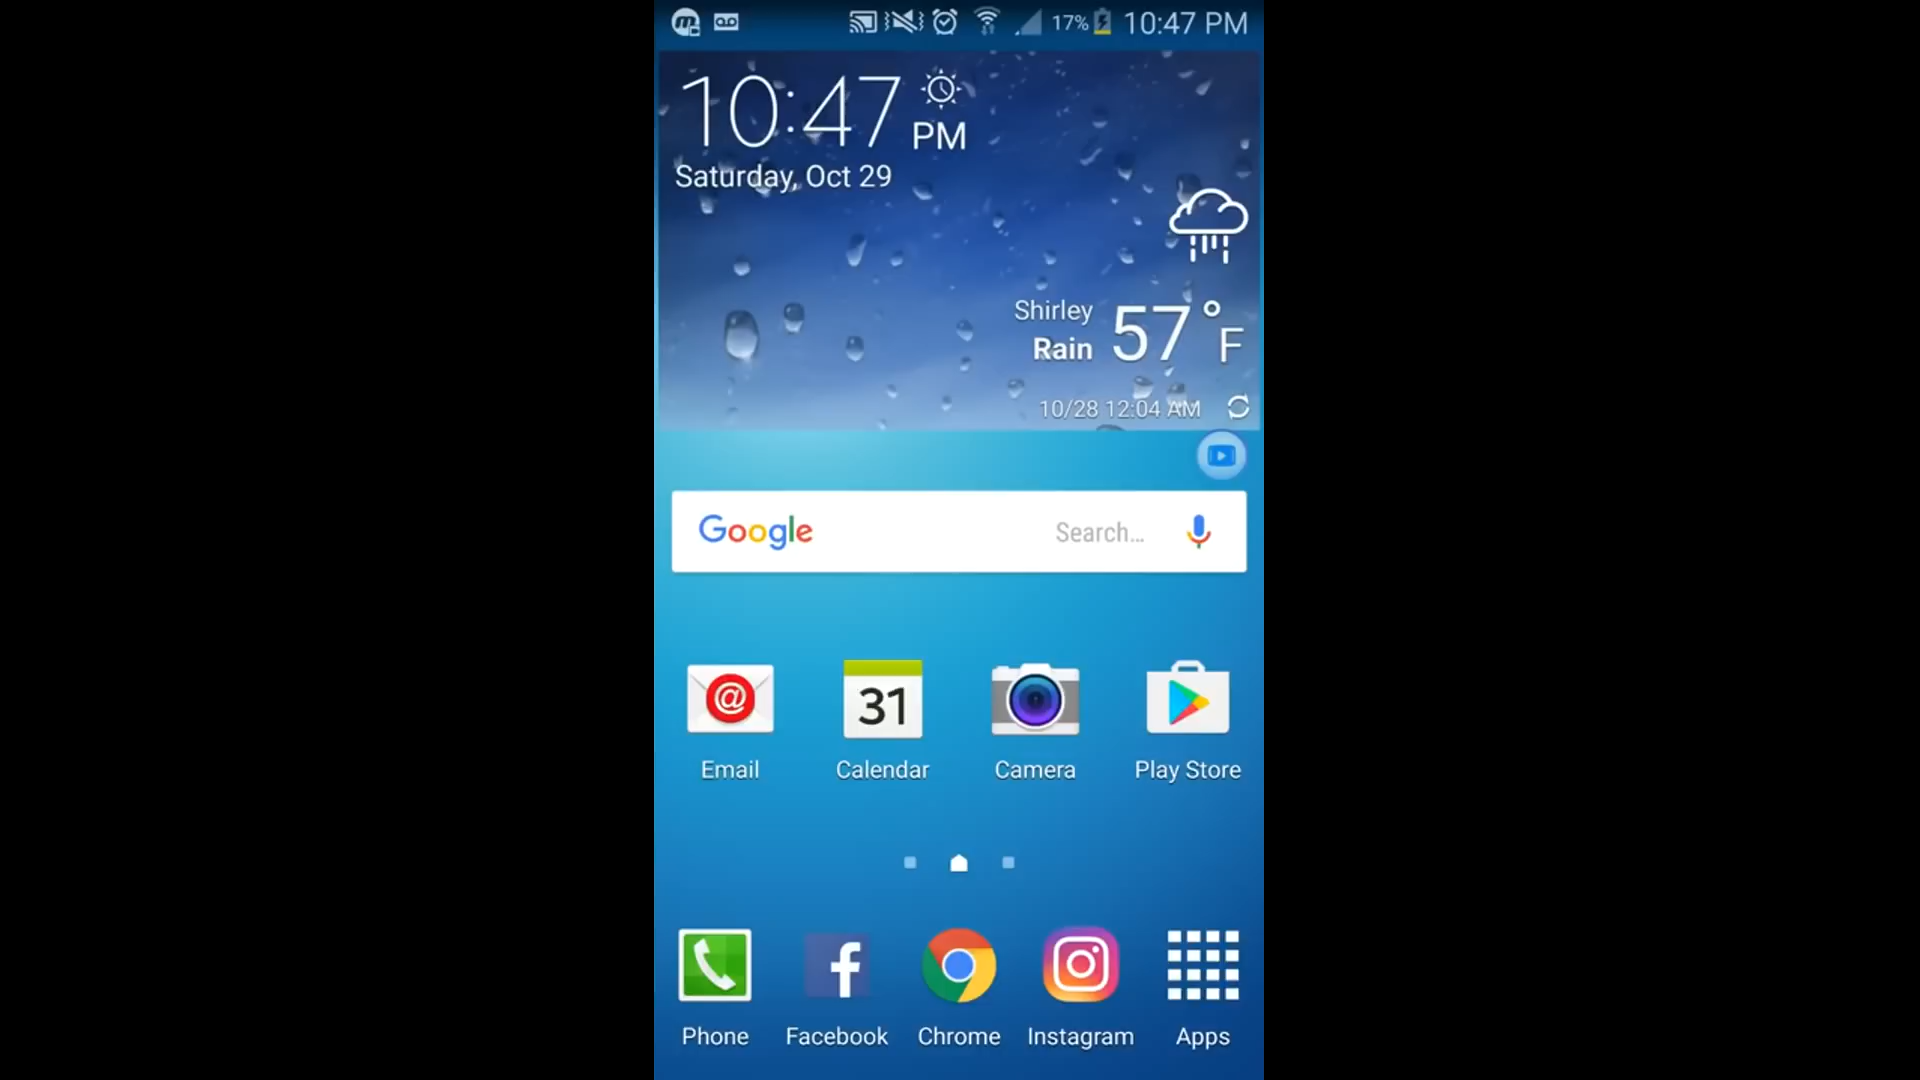 17% 10:47 PM
10:47 PM
Saturday, Oct 29
Shirley
Rain
57°F
10/28 12:04 AM
Google Search...
@ 31
Email Calendar Camera Play Store
Phone Facebook Chrome Instagram Apps